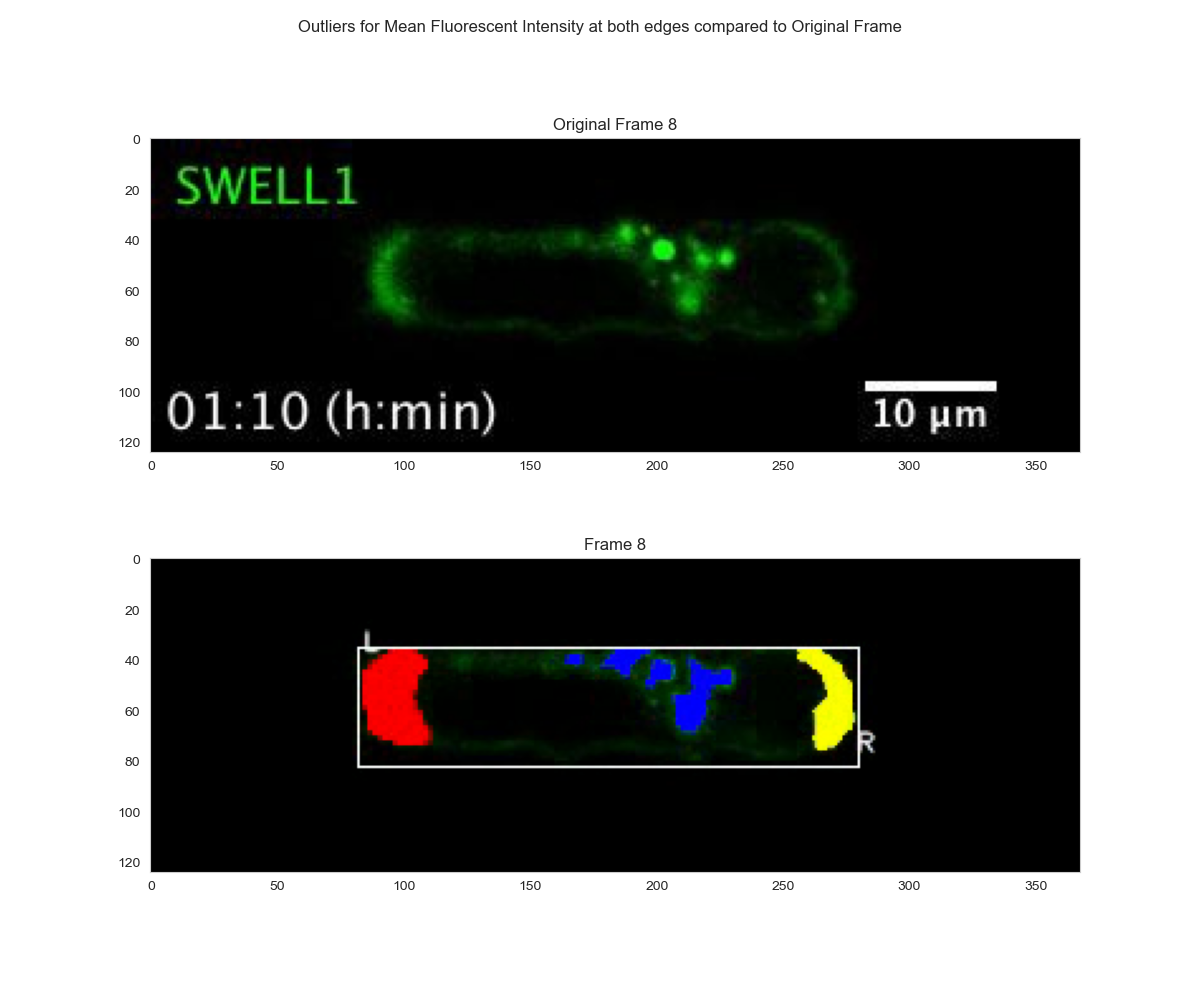 Outliers for Mean Fluorescent Intensity at both edges compared to Original Frame
Original Frame 8
0
20
40
60
80
100
120
SWELL1
01:10 (h:min)
10 µm
0 50 100 150 200 250 300 350
Frame 8
0
20
40
60
80
100
120
L
R
0 50 100 150 200 250 300 350